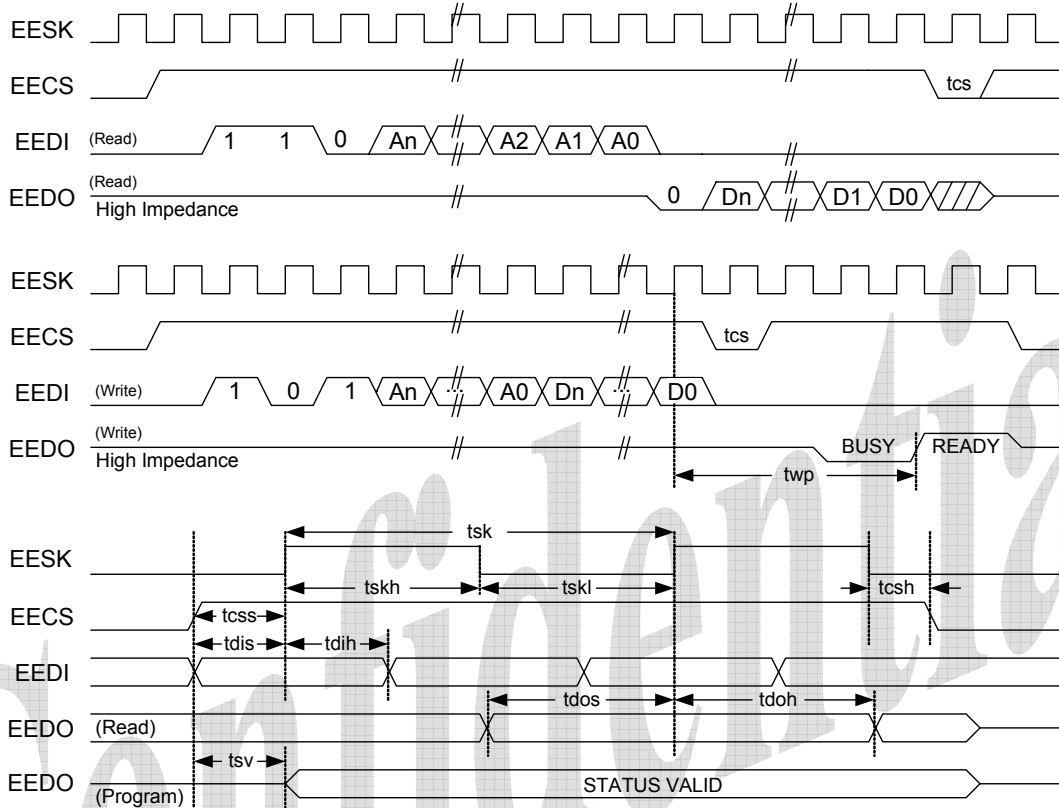 EESK
EECS tcs
EEDI (Read) 1 1 0 An A2 A1 A0
EEDO (Read) High Impedance 0 Dn D1 D0
EESK
EECS tcs
EEDI (Write) 1 0 1 An ... A0 Dn ... D0
EEDO (Write) High Impedance BUSY READY
twp
tsk
EESK
tskh tskl tcsh
EECS tcss
tdis tdih
EEDI
tdos tdoh
EEDO (Read)
tsv
EEDO (Program) STATUS VALID
Confidentia